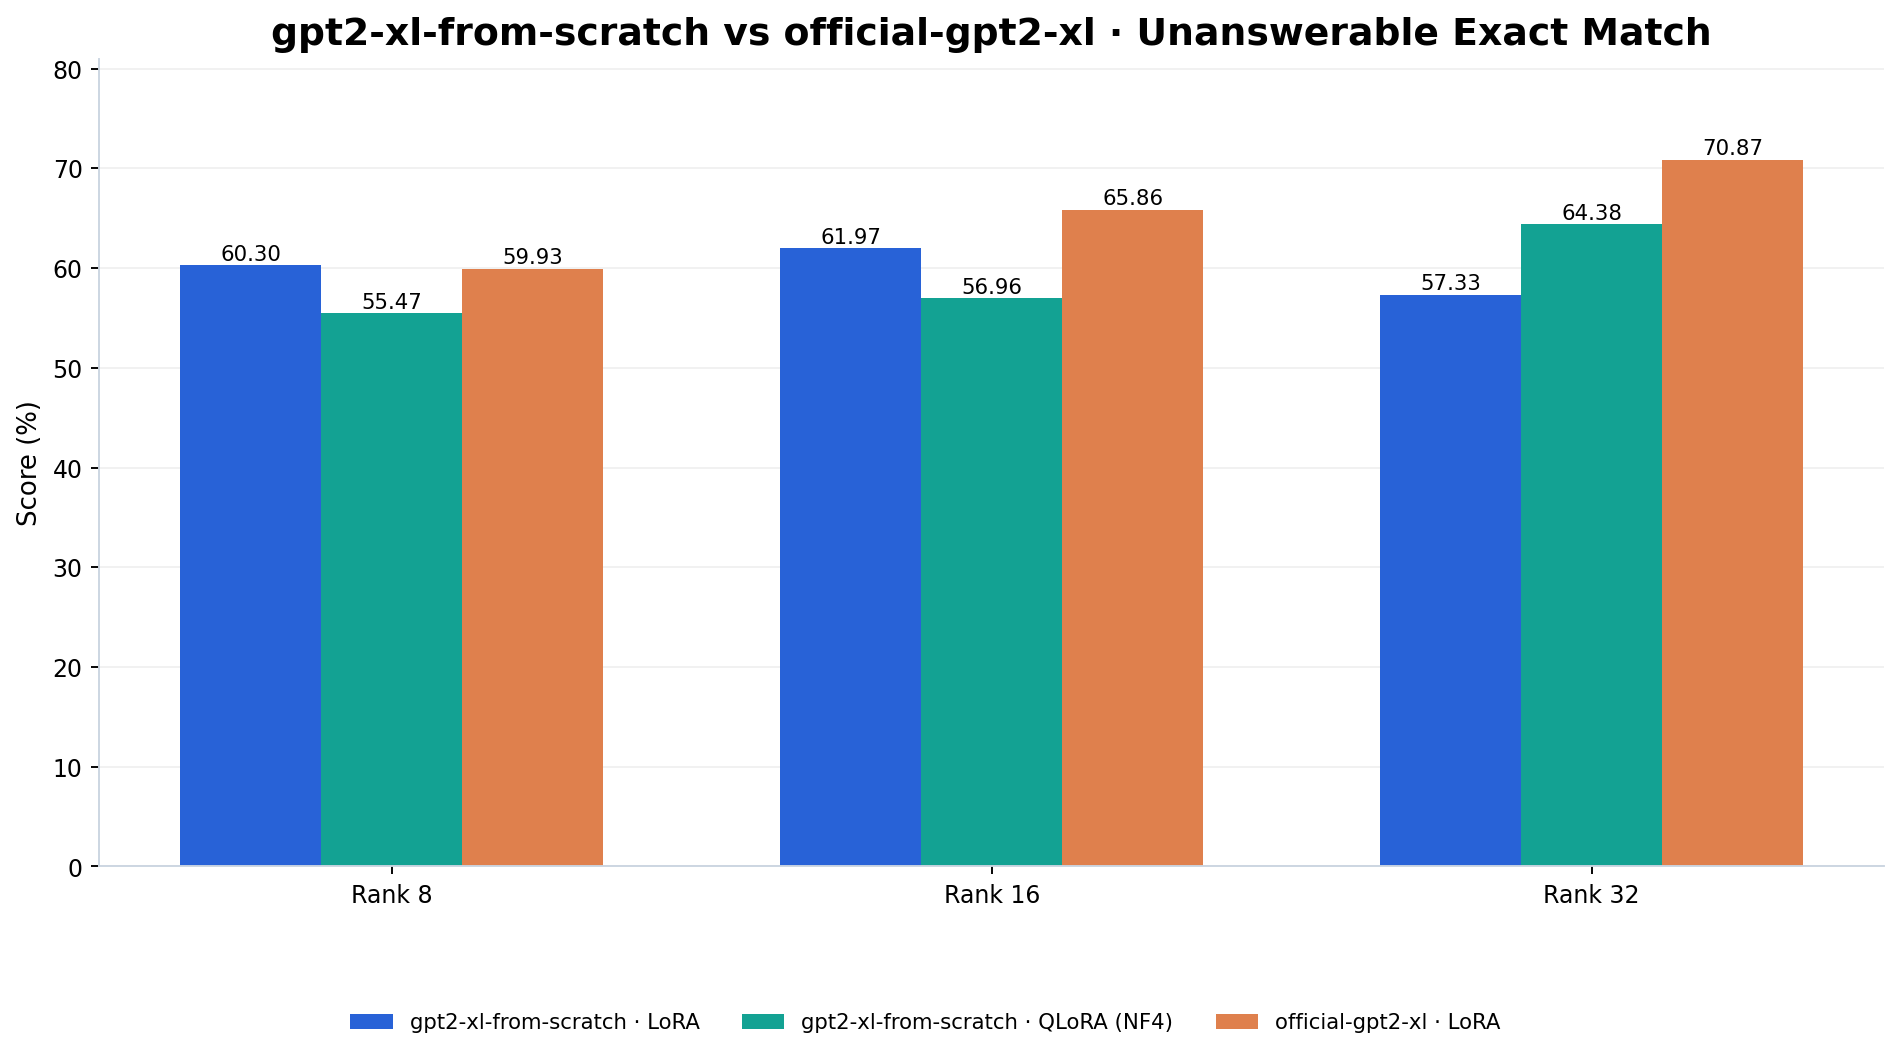 gpt2-xl-from-scratch vs official-gpt2-xl · Unanswerable Exact Match
Score (%)
80
70
60
50
40
30
20
10
0
60.30
55.47
59.93
61.97
56.96
65.86
57.33
64.38
70.87
Rank 8
Rank 16
Rank 32
gpt2-xl-from-scratch · LoRA
gpt2-xl-from-scratch · QLoRA (NF4)
official-gpt2-xl · LoRA